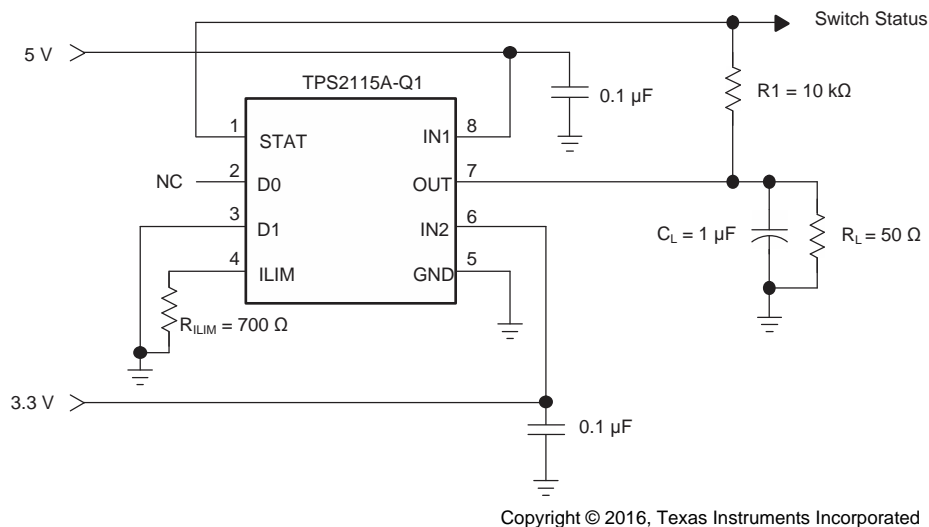 Switch Status
5 V
TPS2115A-Q1
0.1 µF
R1 = 10 kΩ
1
STAT
IN1
8
NC
2
D0
OUT
7
3
D1
IN2
6
C_L = 1 µF
R_L = 50 Ω
4
ILIM
GND
5
R_ILIM = 700 Ω
3.3 V
0.1 µF
Copyright © 2016, Texas Instruments Incorporated